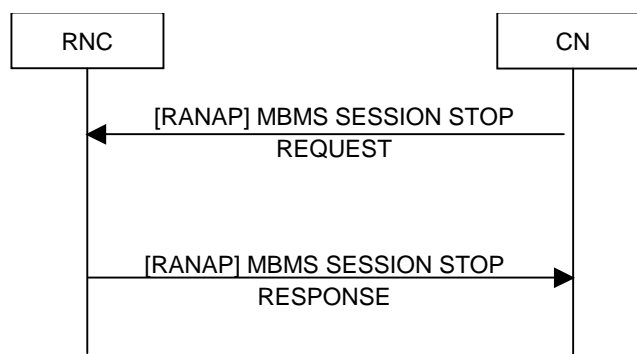 RNC
CN
[RANAP] MBMS SESSION STOP
REQUEST
[RANAP] MBMS SESSION STOP
RESPONSE